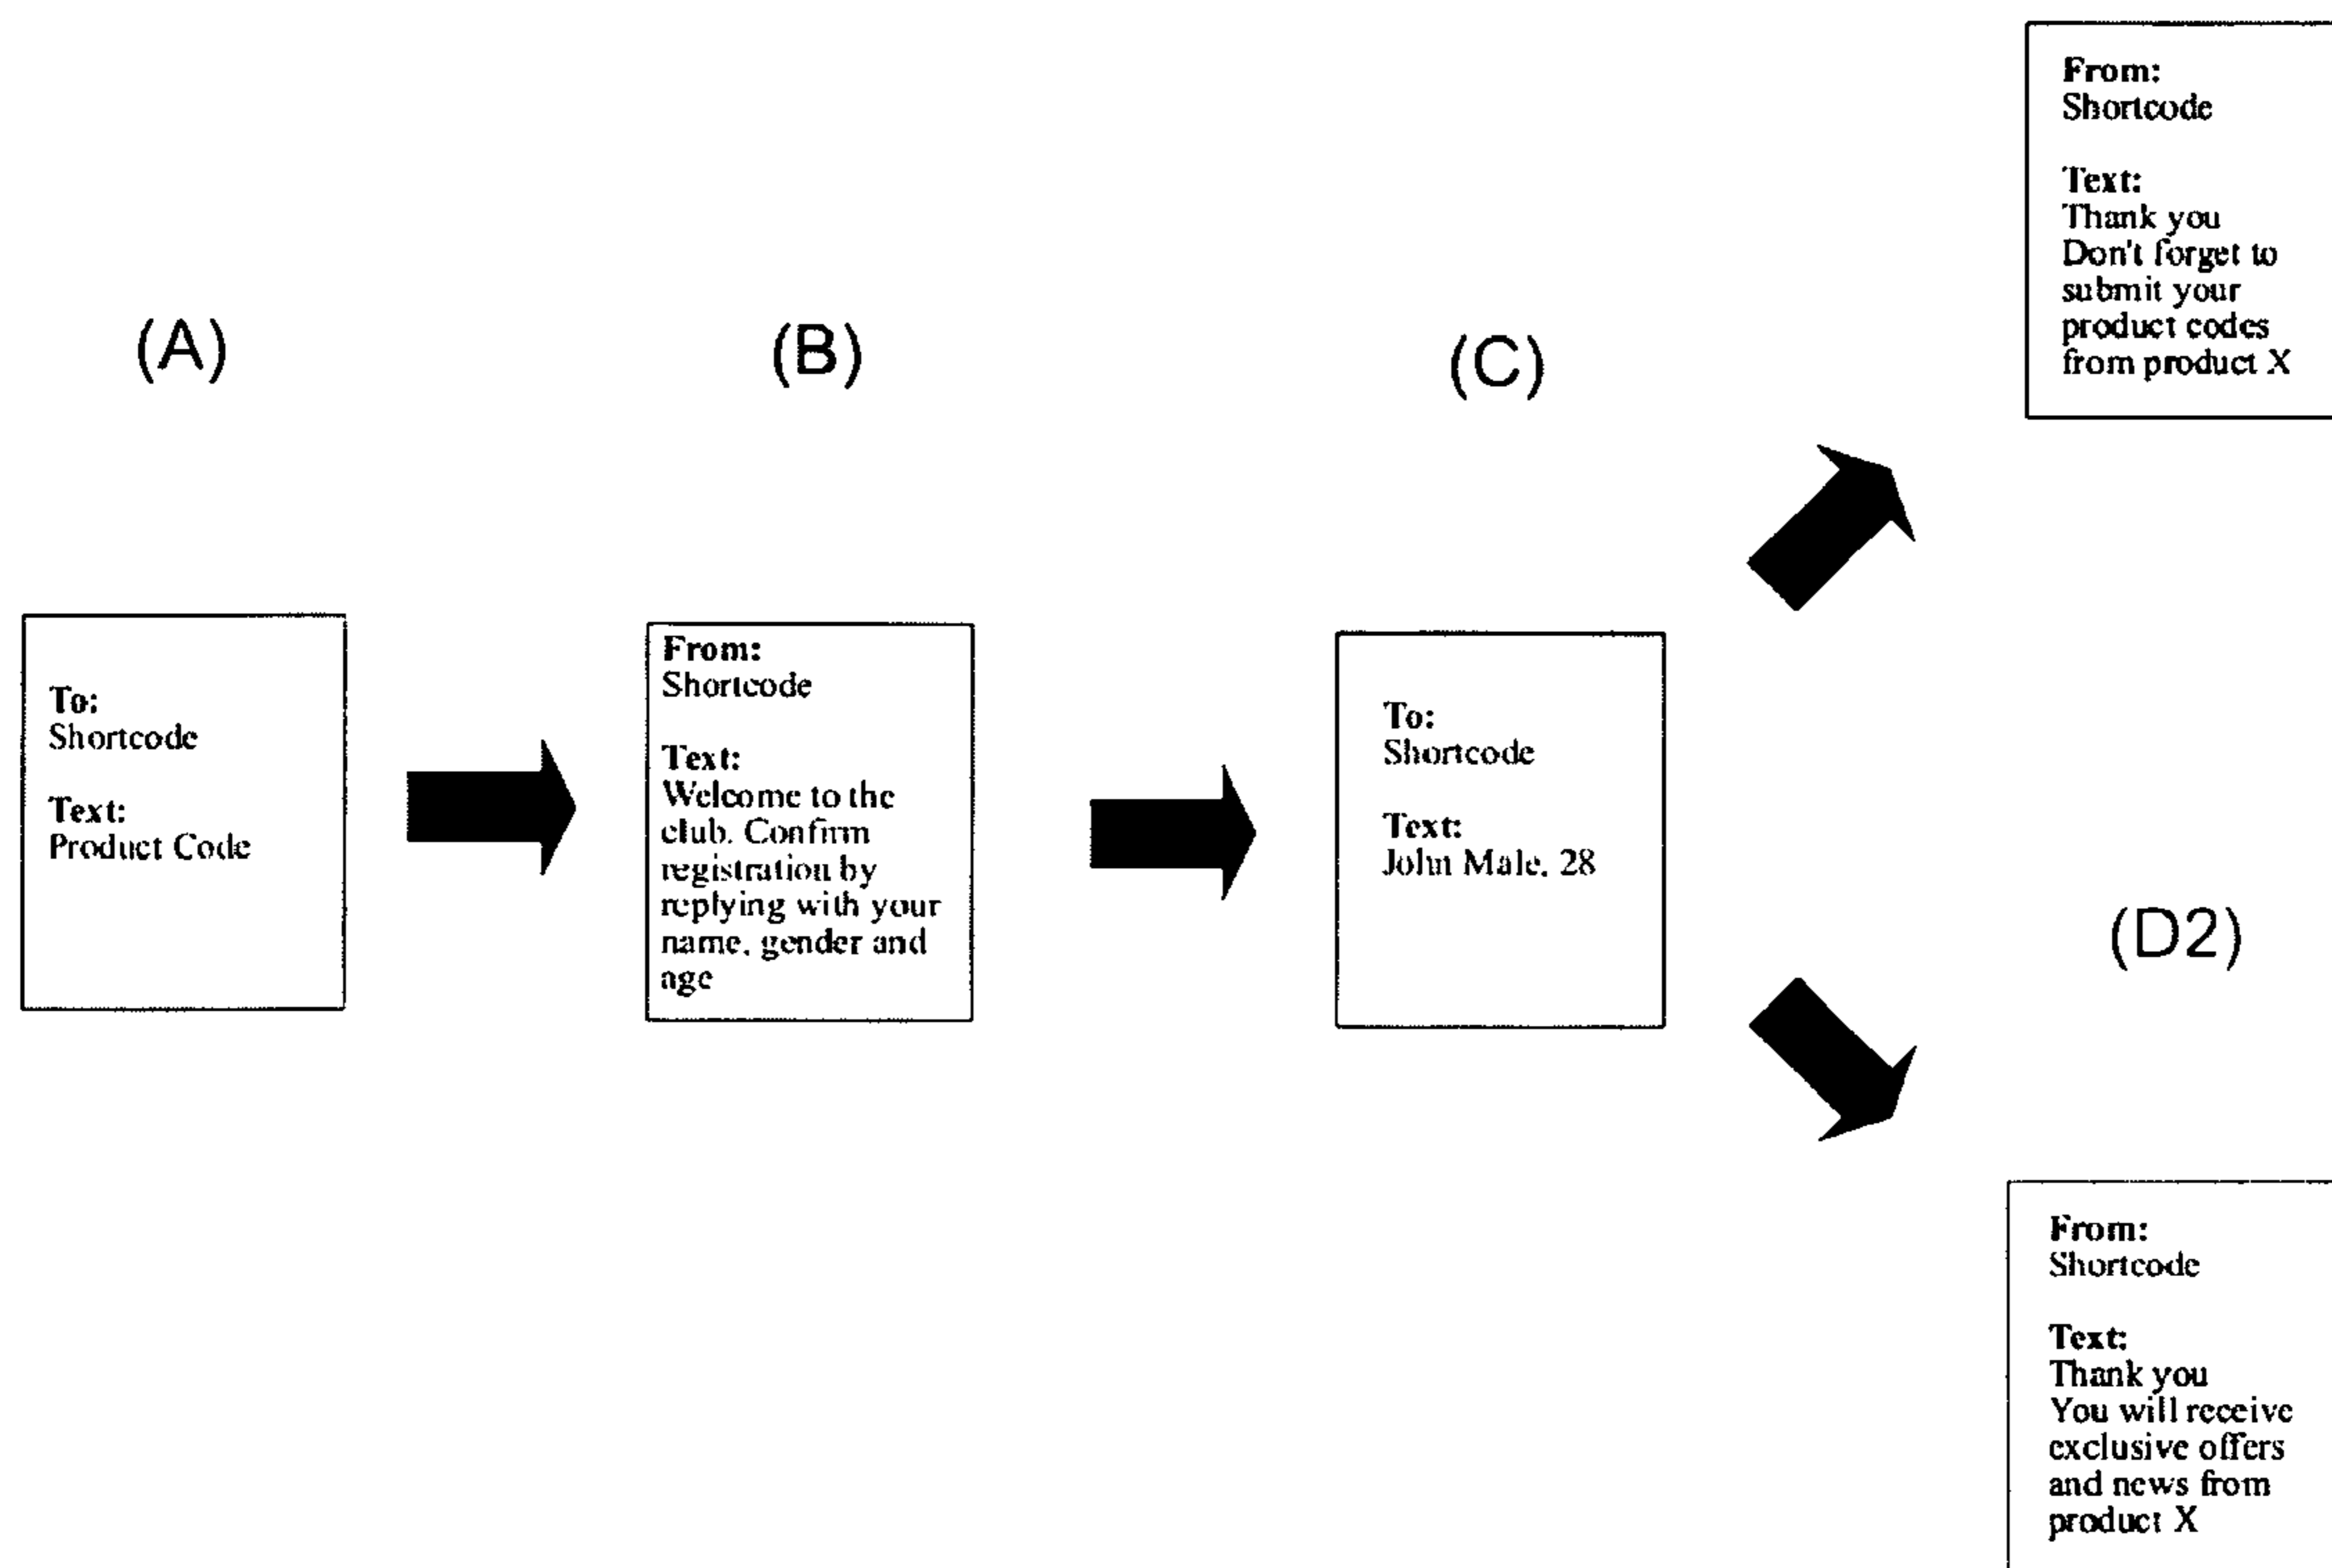 (A)
To:
Shortcode
Text:
Product Code
(B)
From:
Shortcode
Text:
Welcome to the
club. Confirm
registration by
replying with your
name, gender and
age
(C)
To:
Shortcode
Text:
John Male, 28
From:
Shortcode
Text:
Thank you
Don't forget to
submit your
product codes
from product X
(D2)
From:
Shortcode
Text:
Thank you
You will receive
exclusive offers
and news from
product X